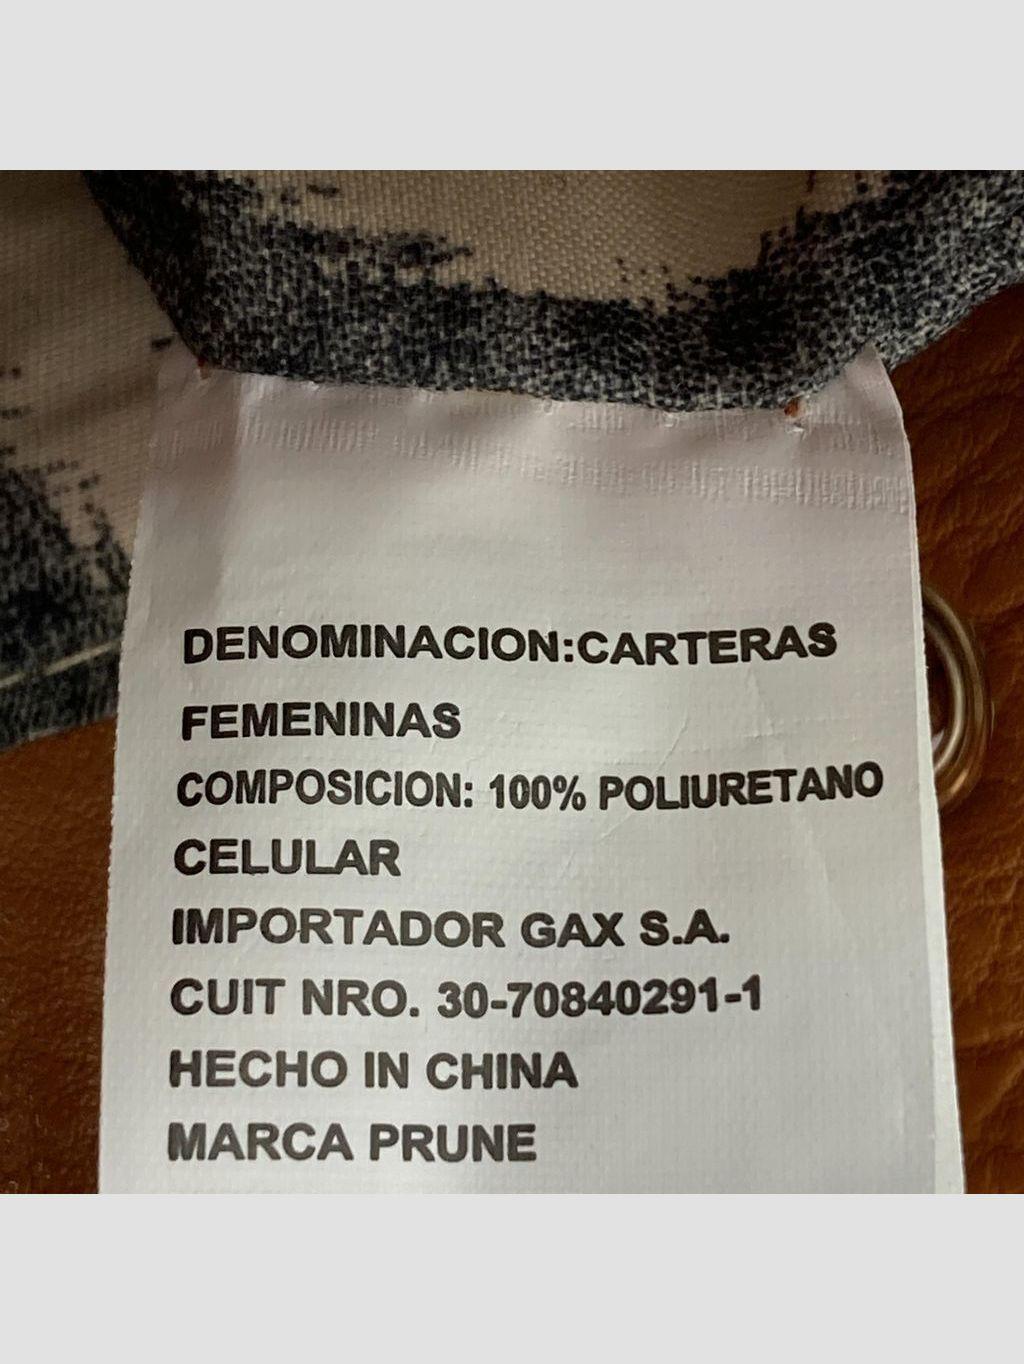 DENOMINACION:CARTERAS
FEMENINAS
COMPOSICION: 100% POLIURETANO
CELULAR
IMPORTADOR GAX S.A.
CUIT NRO. 30-70840291-1
HECHO IN CHINA
MARCA PRUNE